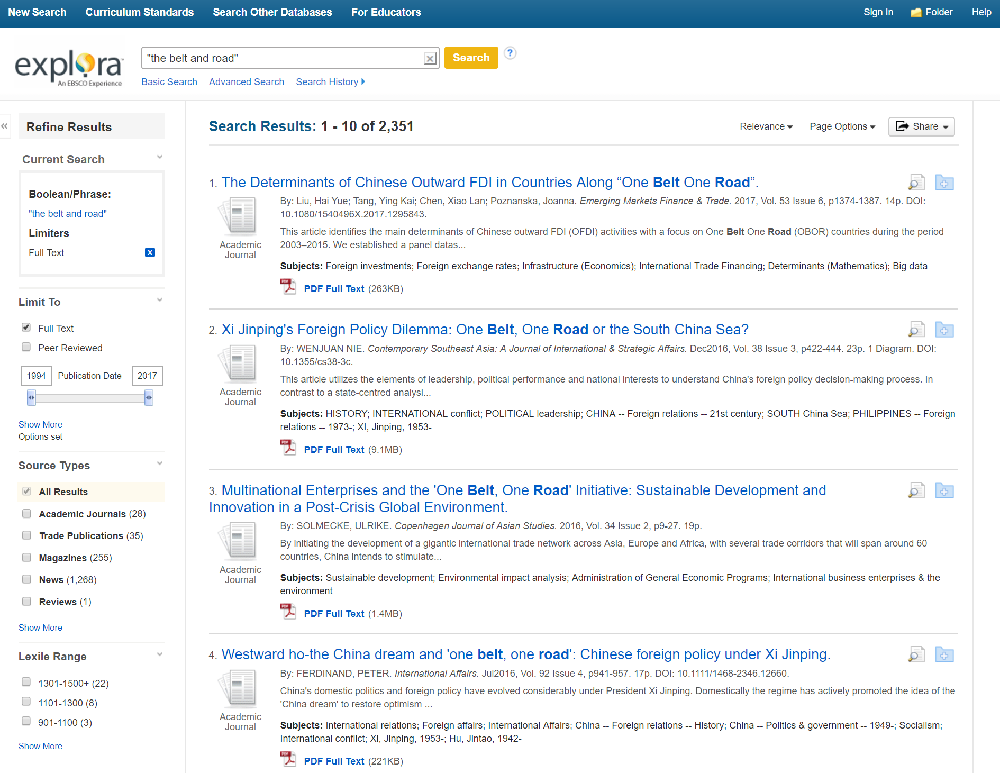 New Search Curriculum Standards Search Other Databases For Educators Sign In Folder Help
explora
An EBSCO Experience
"the belt and road" Search ?
Basic Search Advanced Search Search History
Refine Results
Current Search
Boolean/Phrase:
"the belt and road"
Limiters
Full Text
Limit To
Full Text
Peer Reviewed
1994 Publication Date 2017
Show More
Options set
Source Types
All Results
Academic Journals (28)
Trade Publications (35)
Magazines (255)
News (1,268)
Reviews (1)
Show More
Lexile Range
1301-1500+ (22)
1101-1300 (8)
901-1100 (3)
Show More
Search Results: 1 - 10 of 2,351 Relevance Page Options Share
1. The Determinants of Chinese Outward FDI in Countries Along “One Belt One Road”.
Academic
Journal
By: Liu, Hai Yue; Tang, Ying Kai; Chen, Xiao Lan; Poznanska, Joanna. Emerging Markets Finance & Trade. 2017, Vol. 53 Issue 6, p1374-1387. 14p. DOI:
10.1080/1540496X.2017.1295843.
This article identifies the main determinants of Chinese outward FDI (OFDI) activities with a focus on One Belt One Road (OBOR) countries during the period
2003–2015. We established a panel datas...
Subjects: Foreign investments; Foreign exchange rates; Infrastructure (Economics); International Trade Financing; Determinants (Mathematics); Big data
PDF Full Text (263KB)
2. Xi Jinping's Foreign Policy Dilemma: One Belt, One Road or the South China Sea?
Academic
Journal
By: WENJUAN NIE. Contemporary Southeast Asia: A Journal of International & Strategic Affairs. Dec2016, Vol. 38 Issue 3, p422-444. 23p. 1 Diagram. DOI:
10.1355/cs38-3c.
This article utilizes the elements of leadership, political performance and national interests to understand China's foreign policy decision-making process. In
contrast to a state-centred analysi...
Subjects: HISTORY; INTERNATIONAL conflict; POLITICAL leadership; CHINA -- Foreign relations -- 21st century; SOUTH China Sea; PHILIPPINES -- Foreign
relations -- 1973-; XI, Jinping, 1953-
PDF Full Text (9.1MB)
3. Multinational Enterprises and the 'One Belt, One Road' Initiative: Sustainable Development and
Innovation in a Post-Crisis Global Environment.
Academic
Journal
By: SOLMECKE, ULRIKE. Copenhagen Journal of Asian Studies. 2016, Vol. 34 Issue 2, p9-27. 19p.
By initiating the development of a gigantic international trade network across Asia, Europe and Africa, with several trade corridors that will span around 60
countries, China intends to stimulate...
Subjects: Sustainable development; Environmental impact analysis; Administration of General Economic Programs; International business enterprises & the
environment
PDF Full Text (1.4MB)
4. Westward ho-the China dream and 'one belt, one road': Chinese foreign policy under Xi Jinping.
Academic
Journal
By: FERDINAND, PETER. International Affairs. Jul2016, Vol. 92 Issue 4, p941-957. 17p. DOI: 10.1111/1468-2346.12660.
China's domestic politics and foreign policy have evolved considerably under President Xi Jinping. Domestically the regime has actively promoted the idea of the
'China dream' to restore optimism ...
Subjects: International relations; Foreign affairs; International Affairs; China -- Foreign relations -- History; China -- Politics & government -- 1949-; Socialism;
International conflict; Xi, Jinping, 1953-; Hu, Jintao, 1942-
PDF Full Text (221KB)